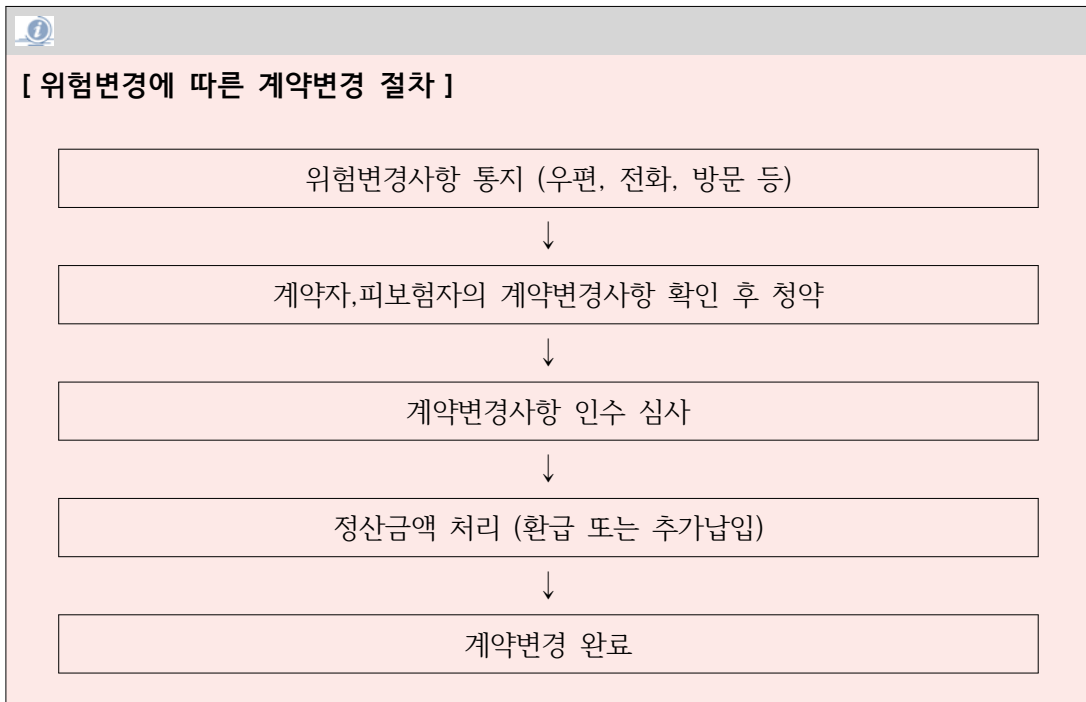 [ 위험변경에 따른 계약변경 절차 ]
위험변경사항 통지 (우편, 전화, 방문 등)
↓
계약자,피보험자의 계약변경사항 확인 후 청약
↓
계약변경사항 인수 심사
↓
정산금액 처리 (환급 또는 추가납입)
↓
계약변경 완료